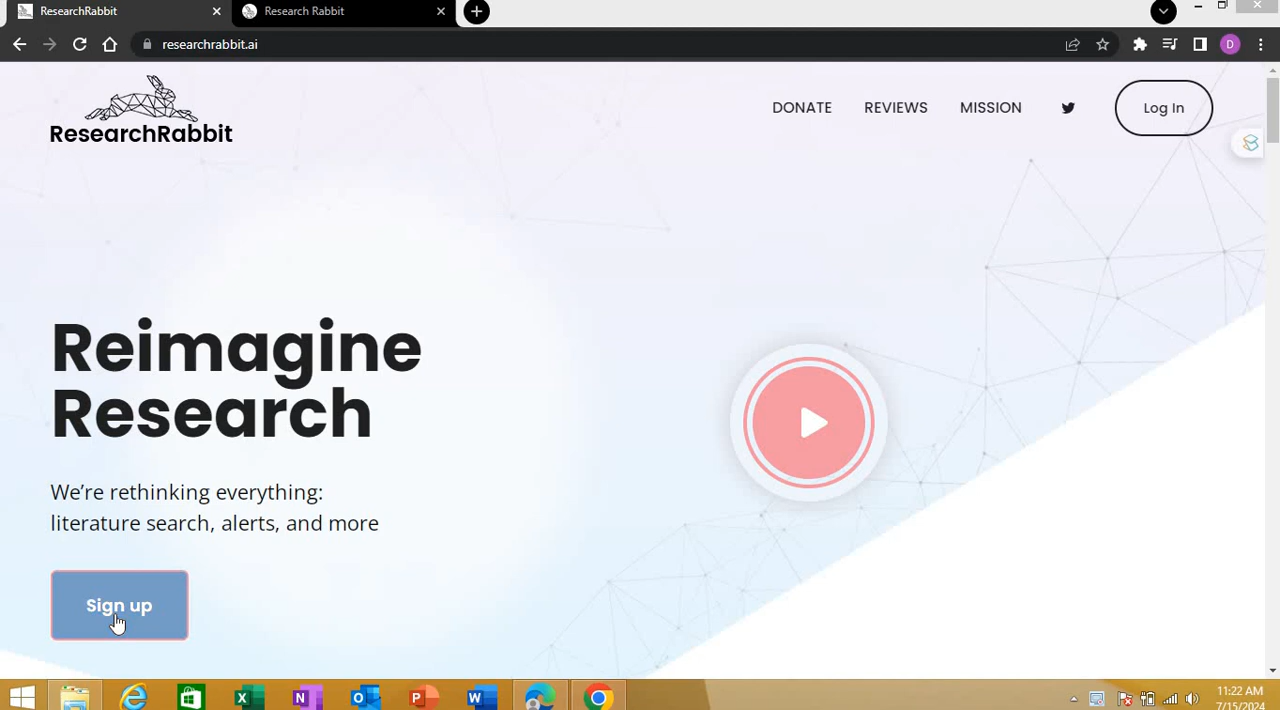 ResearchRabbit
Research Rabbit
researchrabbit.ai
D
ResearchRabbit
DONATE REVIEWS MISSION Log In
Reimagine
Research
We're rethinking everything:
literature search, alerts, and more
Sign up
11:22 AM
7/15/2024